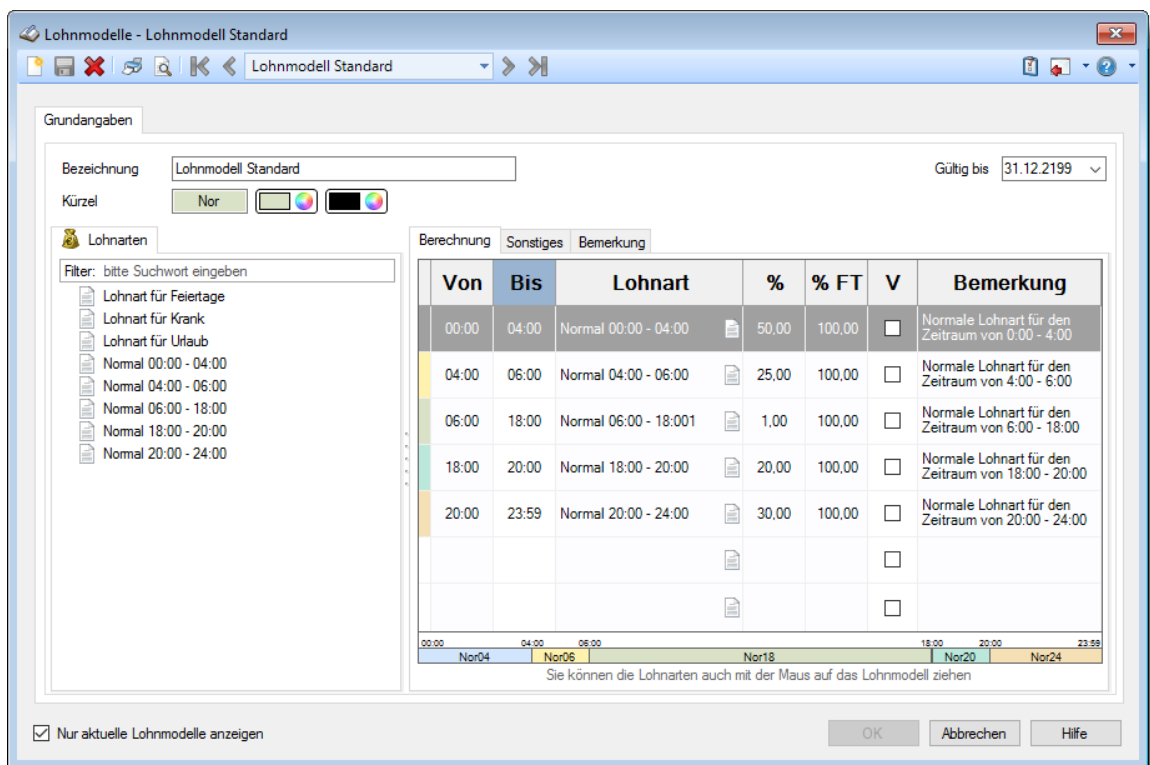 Lohnmodelle - Lohnmodell Standard
Lohnmodell Standard
Grundangaben
Bezeichnung Lohnmodell Standard Gültig bis 31.12.2199
Kürzel Nor
Lohnarten
Filter: bitte Suchwort eingeben
Lohnart für Feiertage
Lohnart für Krank
Lohnart für Urlaub
Normal 00:00 - 04:00
Normal 04:00 - 06:00
Normal 06:00 - 18:00
Normal 18:00 - 20:00
Normal 20:00 - 24:00
Berechnung Sonstiges Bemerkung
Von Bis Lohnart % % FT V Bemerkung
00:00 04:00 Normal 00:00 - 04:00 50,00 100,00 Normale Lohnart für den
Zeitraum von 0:00 - 4:00
04:00 06:00 Normal 04:00 - 06:00 25,00 100,00 Normale Lohnart für den
Zeitraum von 4:00 - 6:00
06:00 18:00 Normal 06:00 - 18:001 1,00 100,00 Normale Lohnart für den
Zeitraum von 6:00 - 18:00
18:00 20:00 Normal 18:00 - 20:00 20,00 100,00 Normale Lohnart für den
Zeitraum von 18:00 - 20:00
20:00 23:59 Normal 20:00 - 24:00 30,00 100,00 Normale Lohnart für den
Zeitraum von 20:00 - 24:00
00:00 04:00 06:00 18:00 20:00 23:59
Nor04 Nor06 Nor18 Nor20 Nor24
Sie können die Lohnarten auch mit der Maus auf das Lohnmodell ziehen
Nur aktuelle Lohnmodelle anzeigen
OK Abbrechen Hilfe